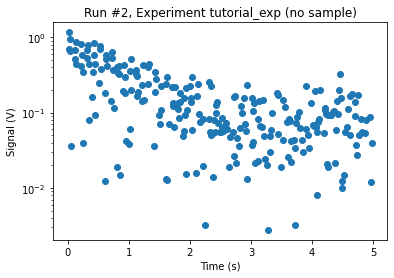 Run #2, Experiment tutorial_exp (no sample)
Signal (V)
10⁰
10⁻¹
10⁻²
0 1 2 3 4 5
Time (s)